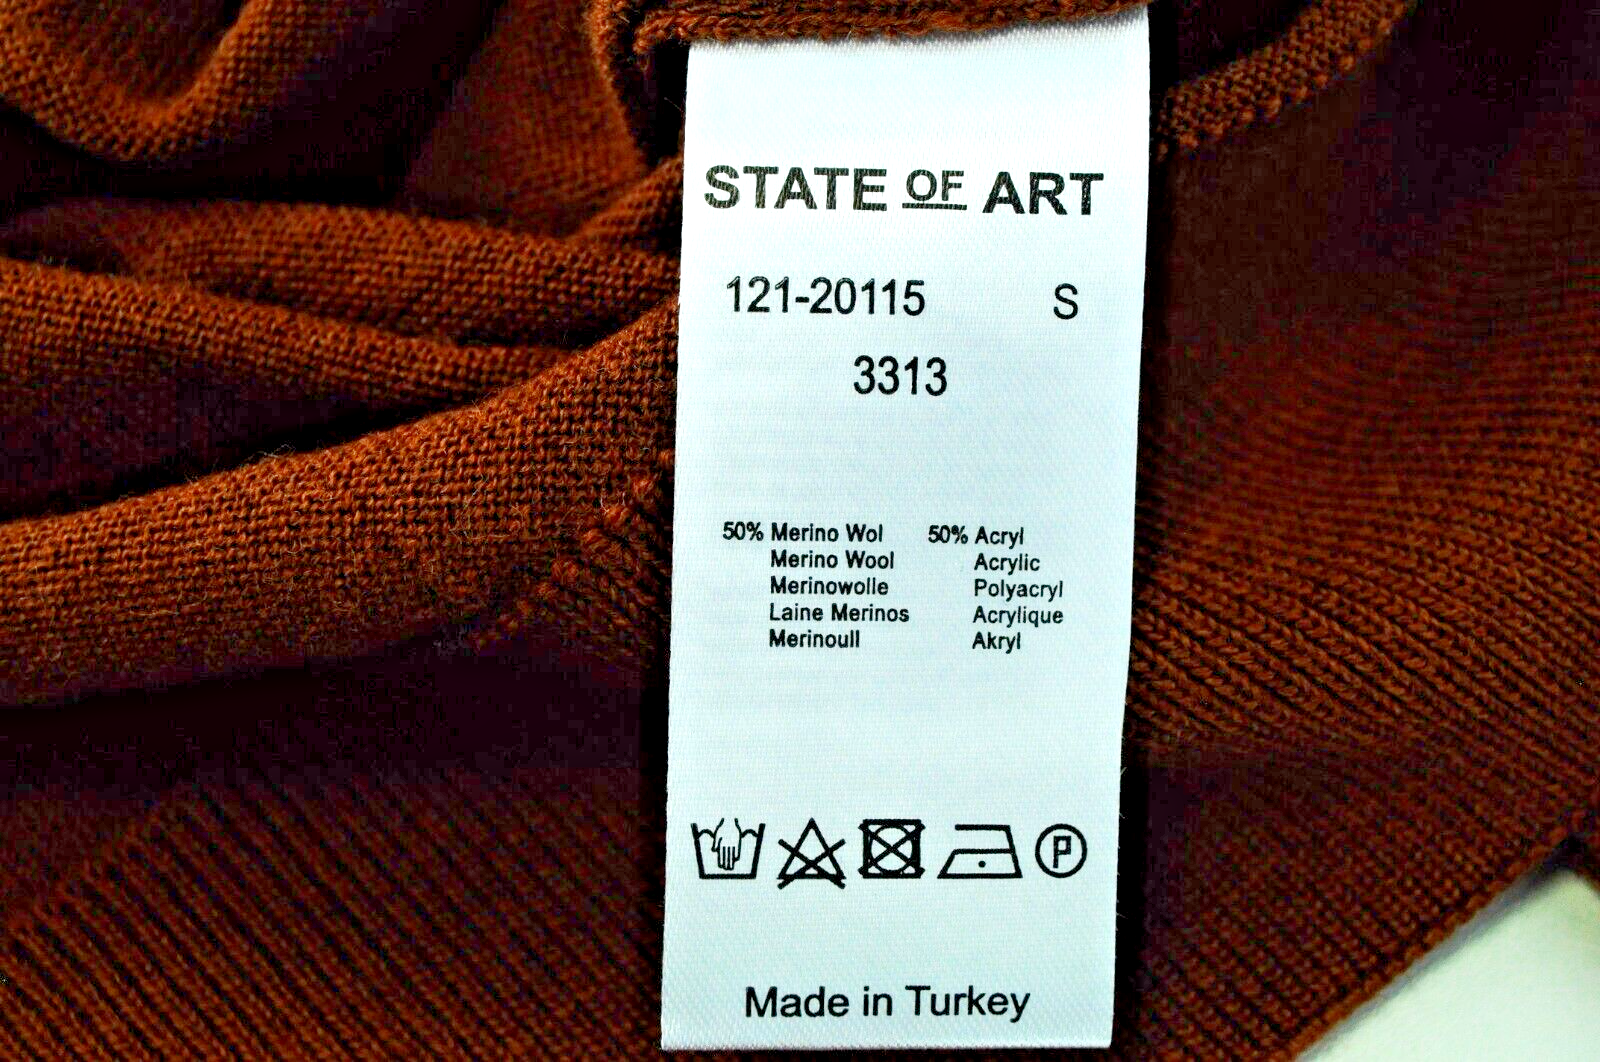 STATE OF ART
121-20115 S
3313
50% Merino Wol 50% Acryl
Merino Wool Acrylic
Merinowolle Polyacryl
Laine Merinos Acrylique
Merinoull Akryl
P
Made in Turkey